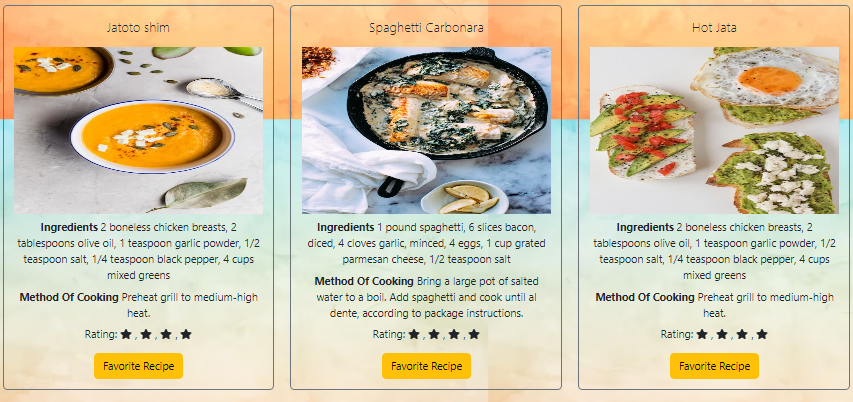 Jatoto shim
Ingredients 2 boneless chicken breasts, 2
tablespoons olive oil, 1 teaspoon garlic powder, 1/2
teaspoon salt, 1/4 teaspoon black pepper, 4 cups
mixed greens
Method Of Cooking Preheat grill to medium-high
heat.
Rating: ★ , ★ , ★ , ★
Favorite Recipe
Spaghetti Carbonara
Ingredients 1 pound spaghetti, 6 slices bacon,
diced, 4 cloves garlic, minced, 4 eggs, 1 cup grated
parmesan cheese, 1/2 teaspoon salt
Method Of Cooking Bring a large pot of salted
water to a boil. Add spaghetti and cook until al
dente, according to package instructions.
Rating: ★ , ★ , ★ , ★
Favorite Recipe
Hot Jata
Ingredients 2 boneless chicken breasts, 2
tablespoons olive oil, 1 teaspoon garlic powder, 1/2
teaspoon salt, 1/4 teaspoon black pepper, 4 cups
mixed greens
Method Of Cooking Preheat grill to medium-high
heat.
Rating: ★ , ★ , ★ , ★
Favorite Recipe